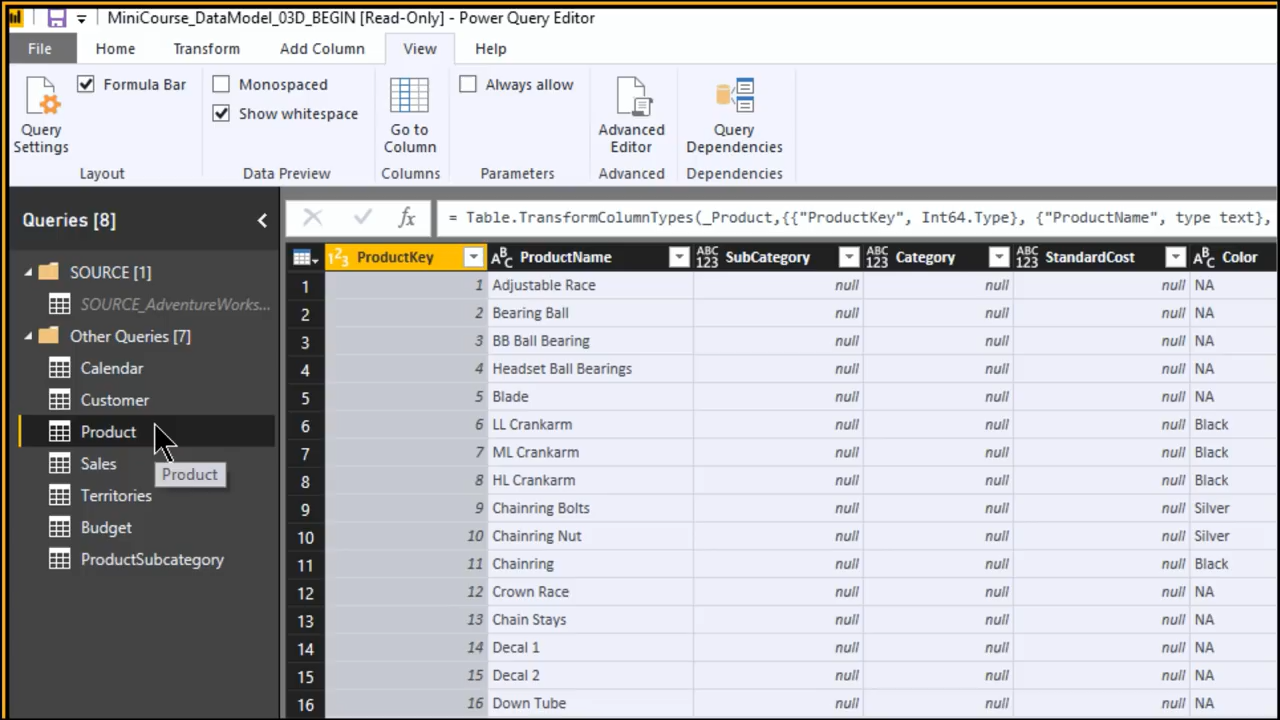 MiniCourse_DataModel_03D_BEGIN [Read-Only] - Power Query Editor
File Home Transform Add Column View Help
Formula Bar Monospaced Always allow
Show whitespace
Query Settings Go to Column Advanced Editor Query Dependencies
Layout Data Preview Columns Parameters Advanced Dependencies
Queries [8]
fx = Table.TransformColumnTypes(_Product,{{"ProductKey", Int64.Type}, {"ProductName", type text},
SOURCE [1]
SOURCE_AdventureWorks...
Other Queries [7]
Calendar
Customer
Product
Sales
Product
Territories
Budget
ProductSubcategory
123 ProductKey ABC ProductName ABC123 SubCategory ABC123 Category ABC123 StandardCost ABC Color
1 1 Adjustable Race null null null NA
2 2 Bearing Ball null null null NA
3 3 BB Ball Bearing null null null NA
4 4 Headset Ball Bearings null null null NA
5 5 Blade null null null NA
6 6 LL Crankarm null null null Black
7 7 ML Crankarm null null null Black
8 8 HL Crankarm null null null Black
9 9 Chainring Bolts null null null Silver
10 10 Chainring Nut null null null Silver
11 11 Chainring null null null Black
12 12 Crown Race null null null NA
13 13 Chain Stays null null null NA
14 14 Decal 1 null null null NA
15 15 Decal 2 null null null NA
16 16 Down Tube null null null NA